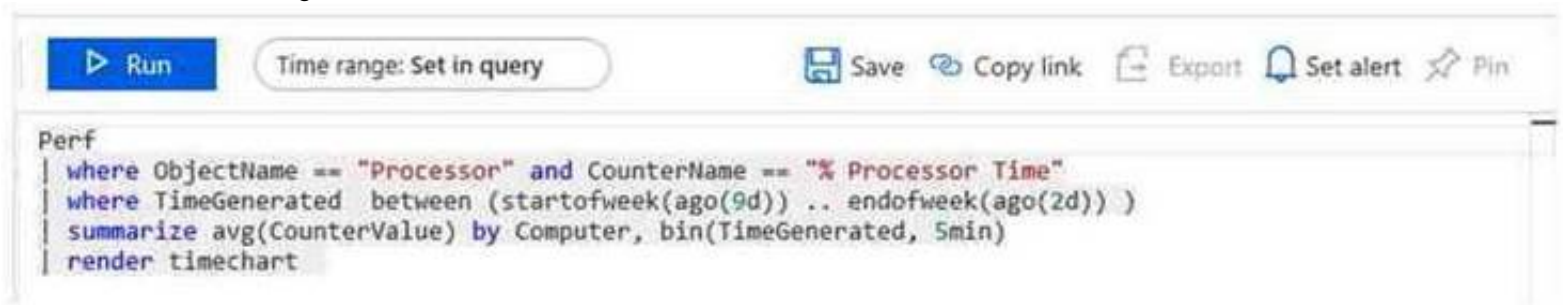 Run Time range: Set in query Save Copy link Export Set alert Pin
Perf
| where ObjectName == "Processor" and CounterName == "% Processor Time"
| where TimeGenerated between (startofweek(ago(9d)) .. endofweek(ago(2d)) )
| summarize avg(CounterValue) by Computer, bin(TimeGenerated, 5min)
| render timechart